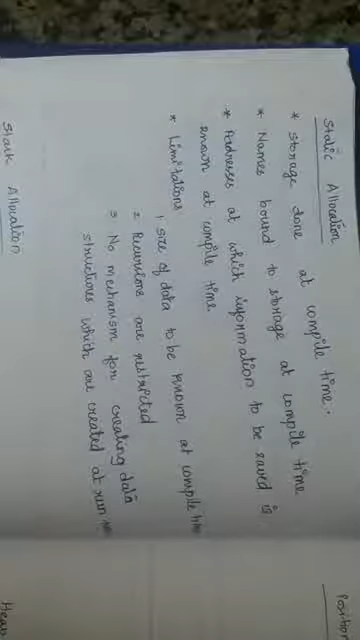 Static Allocation
* storage done at compile time.
* Names bound to storage at compile time
* Addresses at which information to be saved is
known at compile time
* Limitations
1 size of data to be known at compile time
2 Recursions are restricted
3 No mechanism for creating data
structures which are created at run time
Stack Allocation
Position
Heap